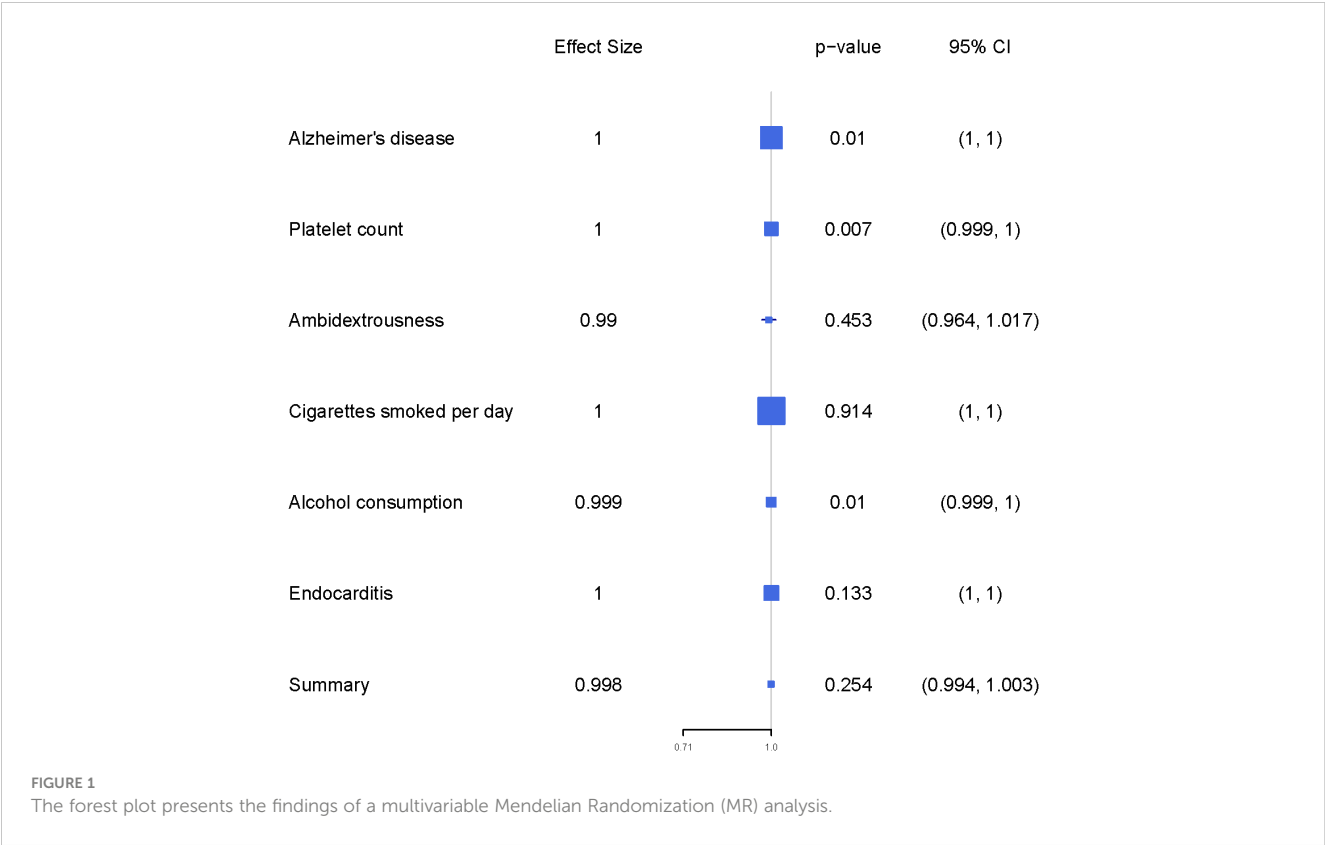 Effect Size p−value 95% CI
Alzheimer's disease 1 0.01 (1, 1)
Platelet count 1 0.007 (0.999, 1)
Ambidextrousness 0.99 0.453 (0.964, 1.017)
Cigarettes smoked per day 1 0.914 (1, 1)
Alcohol consumption 0.999 0.01 (0.999, 1)
Endocarditis 1 0.133 (1, 1)
Summary 0.998 0.254 (0.994, 1.003)
0.71 1.0
FIGURE 1
The forest plot presents the findings of a multivariable Mendelian Randomization (MR) analysis.